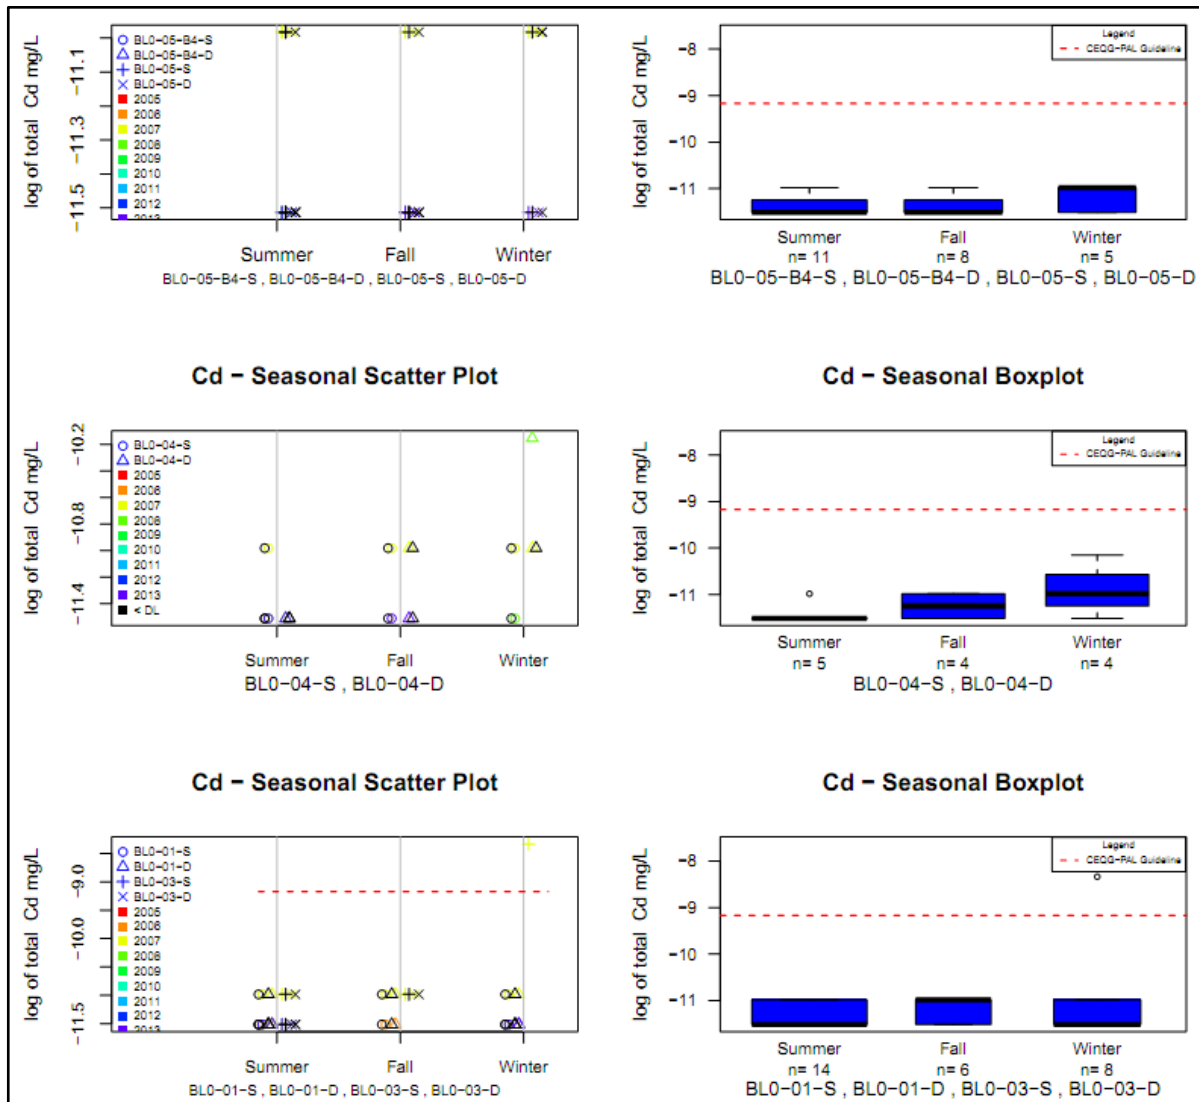 log of total Cd mg/L
-11.1
-11.3
-11.5
BL0-05-B4-S
BL0-05-B4-D
BL0-05-S
BL0-05-D
2005
2006
2007
2008
2009
2010
2011
2012
2013
Summer Fall Winter
BL0-05-B4-S , BL0-05-B4-D , BL0-05-S , BL0-05-D
log of total Cd mg/L
-8
-9
-10
-11
Legend
CEQG-PAL Guideline
Summer Fall Winter
n= 11 n= 8 n= 5
BL0-05-B4-S , BL0-05-B4-D , BL0-05-S , BL0-05-D
Cd - Seasonal Scatter Plot
log of total Cd mg/L
-10.2
-10.8
-11.4
BL0-04-S
BL0-04-D
2005
2006
2007
2008
2009
2010
2011
2012
2013
< DL
Summer Fall Winter
BL0-04-S , BL0-04-D
Cd - Seasonal Boxplot
log of total Cd mg/L
-8
-9
-10
-11
Legend
CEQG-PAL Guideline
Summer Fall Winter
n= 5 n= 4 n= 4
BL0-04-S , BL0-04-D
Cd - Seasonal Scatter Plot
log of total Cd mg/L
-9.0
-10.0
-11.5
BL0-01-S
BL0-01-D
BL0-03-S
BL0-03-D
2005
2006
2007
2008
2009
2010
2011
2012
2013
Summer Fall Winter
BL0-01-S , BL0-01-D , BL0-03-S , BL0-03-D
Cd - Seasonal Boxplot
log of total Cd mg/L
-8
-9
-10
-11
Legend
CEQG-PAL Guideline
Summer Fall Winter
n= 14 n= 6 n= 8
BL0-01-S , BL0-01-D , BL0-03-S , BL0-03-D